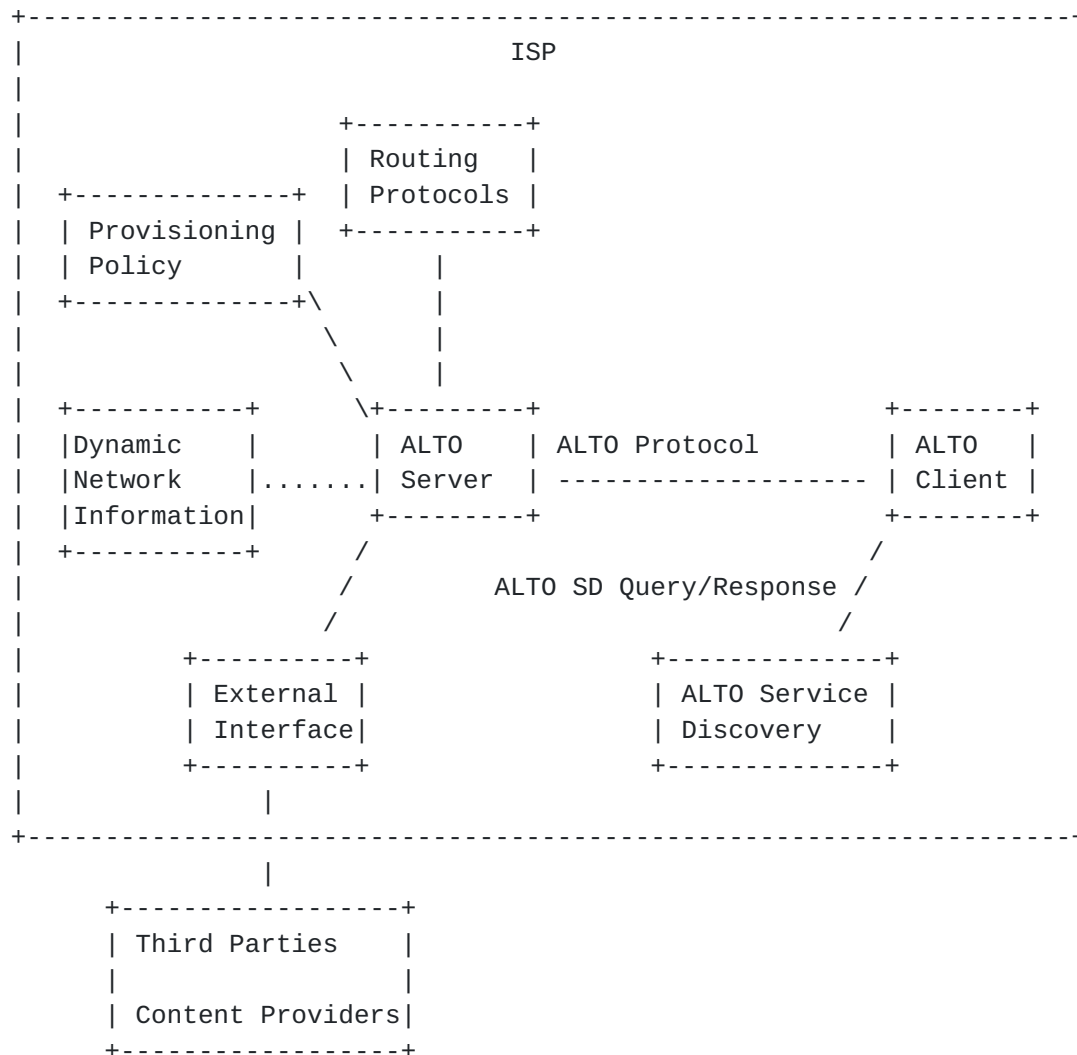 ISP
Routing
Protocols
Provisioning
Policy
Dynamic
Network
Information
ALTO
Server
ALTO Protocol
ALTO
Client
ALTO SD Query/Response
External
Interface
ALTO Service
Discovery
Third Parties
Content Providers